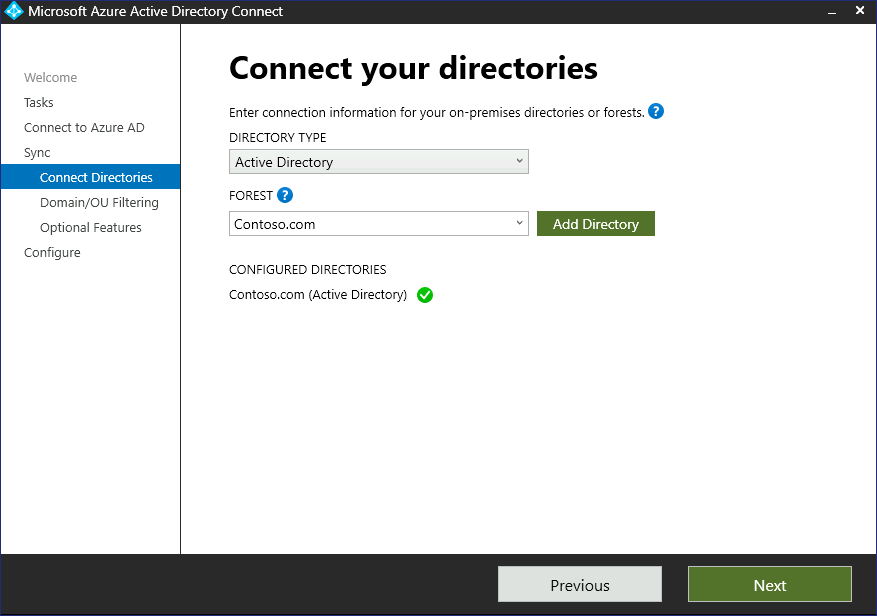 Microsoft Azure Active Directory Connect
Welcome
Tasks
Connect to Azure AD
Sync
Connect Directories
Domain/OU Filtering
Optional Features
Configure
Connect your directories
Enter connection information for your on-premises directories or forests. ?
DIRECTORY TYPE
Active Directory
FOREST ?
Contoso.com
Add Directory
CONFIGURED DIRECTORIES
Contoso.com (Active Directory)
Previous
Next